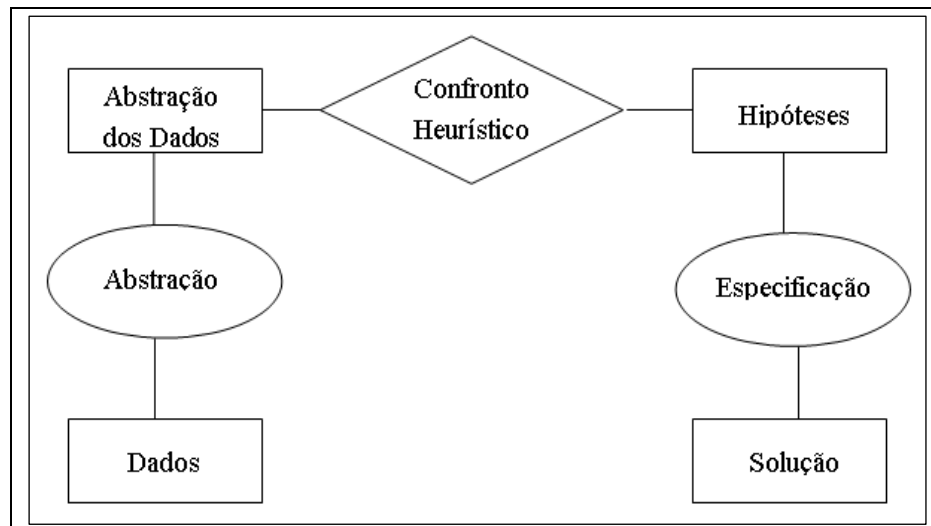 Abstração
dos Dados
Confronto
Heurístico
Hipóteses
Abstração
Especificação
Dados
Solução